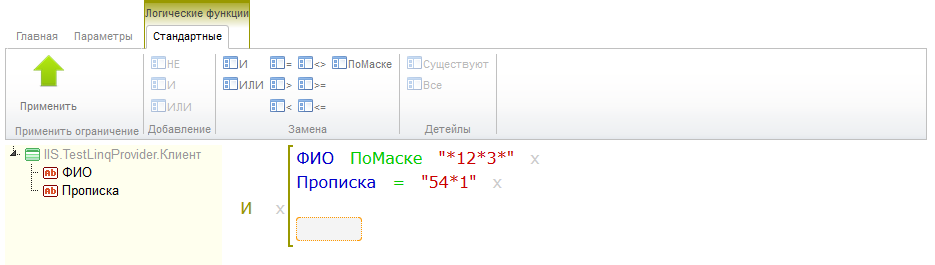 Логические функции
Главная Параметры Стандартные
НЕ И = <> ПоМаске Существуют
И ИЛИ > >= Все
Применить ИЛИ < <=
Применить ограничение Добавление Замена Детейлы
IIS.TestLinqProvider.Клиент
ФИО
Прописка
ФИО ПоМаске "*12*3*" x
Прописка = "54*1" x
И x